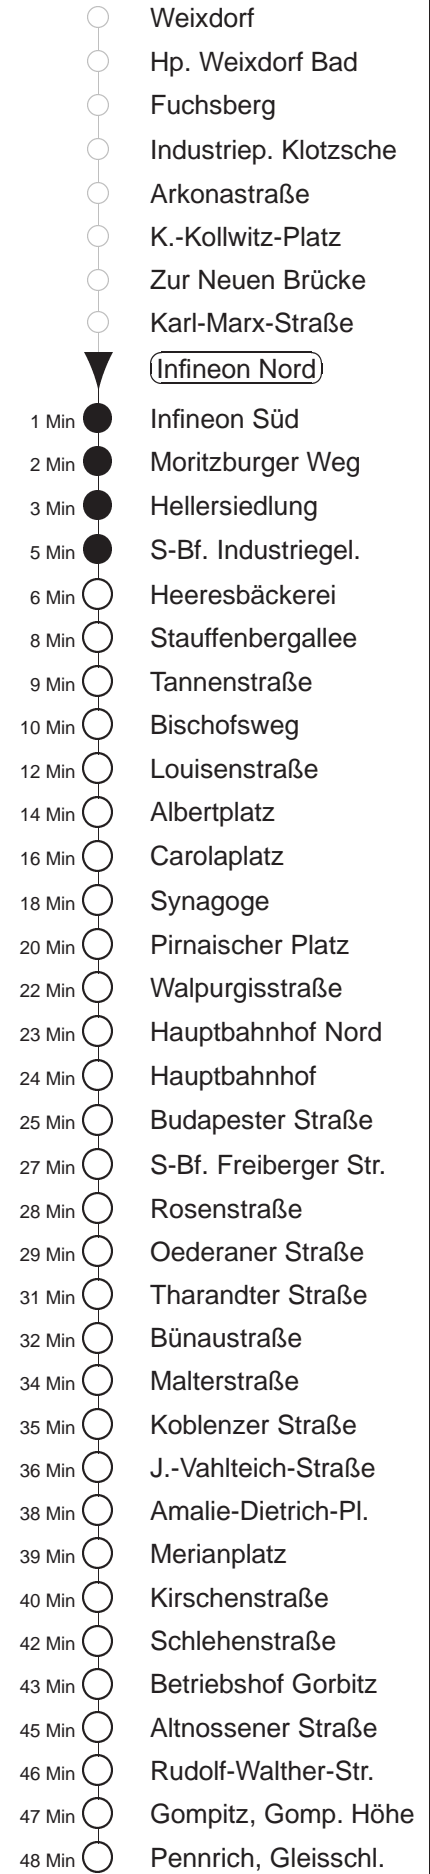 Weixdorf
Hp. Weixdorf Bad
Fuchsberg
Industriep. Klotzsche
Arkonastraße
K.-Kollwitz-Platz
Zur Neuen Brücke
Karl-Marx-Straße
Infineon Nord
1 Min Infineon Süd
2 Min Moritzburger Weg
3 Min Hellersiedlung
5 Min S-Bf. Industriegel.
6 Min Heeresbäckerei
8 Min Stauffenbergallee
9 Min Tannenstraße
10 Min Bischofsweg
12 Min Louisenstraße
14 Min Albertplatz
16 Min Carolaplatz
18 Min Synagoge
20 Min Pirnaischer Platz
22 Min Walpurgisstraße
23 Min Hauptbahnhof Nord
24 Min Hauptbahnhof
25 Min Budapester Straße
27 Min S-Bf. Freiberger Str.
28 Min Rosenstraße
29 Min Oederaner Straße
31 Min Tharandter Straße
32 Min Bünaustraße
34 Min Malterstraße
35 Min Koblenzer Straße
36 Min J.-Vahlteich-Straße
38 Min Amalie-Dietrich-Pl.
39 Min Merianplatz
40 Min Kirschenstraße
42 Min Schlehenstraße
43 Min Betriebshof Gorbitz
45 Min Altnossener Straße
46 Min Rudolf-Walther-Str.
47 Min Gompitz, Gomp. Höhe
48 Min Pennrich, Gleisschl.